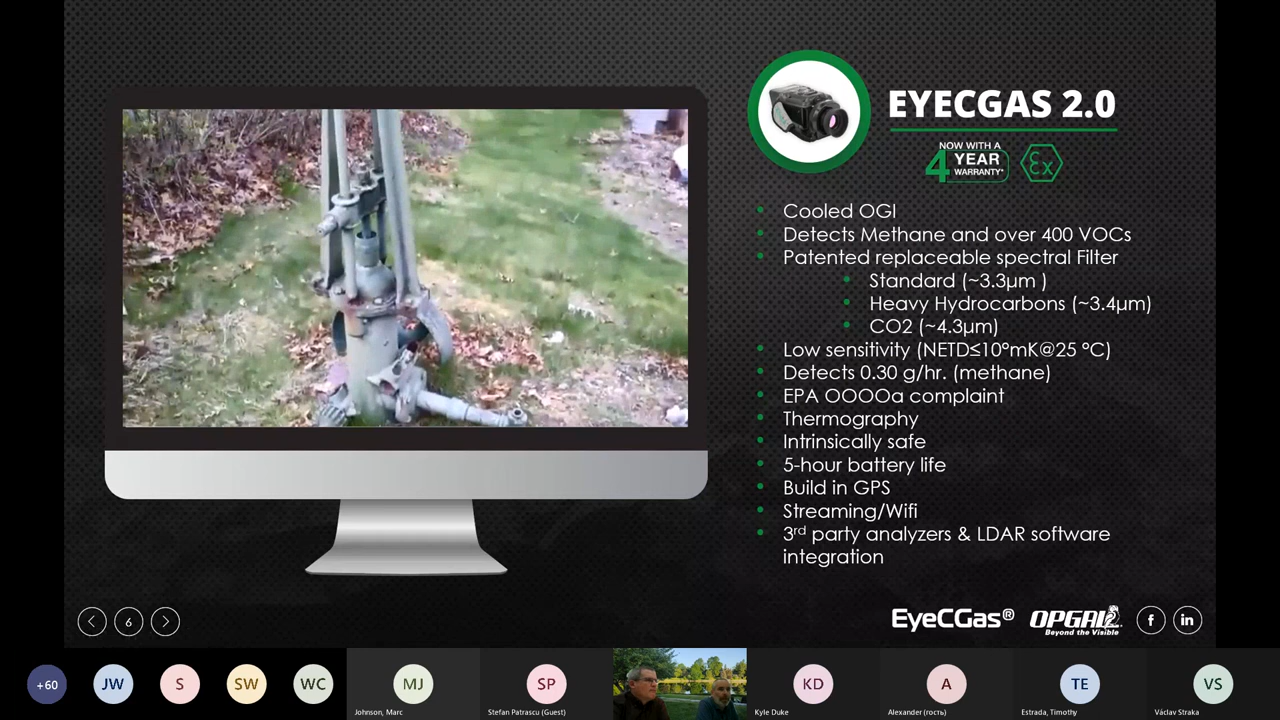 EYECGAS 2.0
NOW WITH A
4 YEAR
WARRANTY*
Ex
Cooled OGI
Detects Methane and over 400 VOCs
Patented replaceable spectral Filter
Standard (~3.3µm )
Heavy Hydrocarbons (~3.4µm)
CO2 (~4.3µm)
Low sensitivity (NETD≤10°mK@25 °C)
Detects 0.30 g/hr. (methane)
EPA OOOOa complaint
Thermography
Intrinsically safe
5-hour battery life
Build in GPS
Streaming/Wifi
3rd party analyzers & LDAR software
integration
6
EyeCGas® OPGAL
Beyond the Visible
f in
+60 JW S SW WC MJ SP KD A TE VS
Johnson, Marc Stefan Patrascu (Guest) Kyle Duke Alexander (гость) Estrada, Timothy Václav Straka